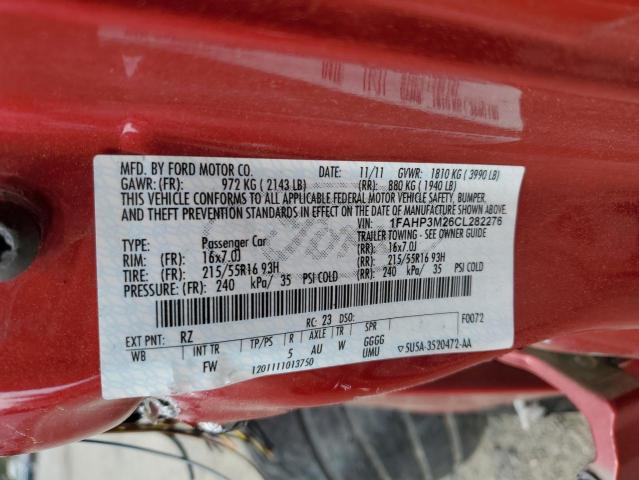 MFD. BY FORD MOTOR CO. DATE: 11/11 GVWR: 1810 KG ( 3990 LB)
GAWR: (FR): 972 KG ( 2143 LB) (RR): 880 KG ( 1940 LB)
THIS VEHICLE CONFORMS TO ALL APPLICABLE FEDERAL MOTOR VEHICLE SAFETY, BUMPER,
AND THEFT PREVENTION STANDARDS IN EFFECT ON THE DATE OF MANUFACTURE SHOWN ABOVE.
VIN: 1FAHP3M26CL282276
TYPE: Passenger Car TRAILER TOWING - SEE OWNER GUIDE
RIM: (FR): 16x7.0J (RR): 16x7.0J
TIRE: (FR): 215/55R16 93H (RR): 215/55R16 93H
PRESSURE: (FR): 240 kPa/ 35 PSI COLD (RR): 240 kPa/ 35 PSI COLD
RC: 23 DSO: F0072
EXT PNT: RZ
WB INT TR TP/PS R AXLE TR SPR
FW 5 AU W GGGG
UMU
1201111013750 ▽5U5A-3520472-AA